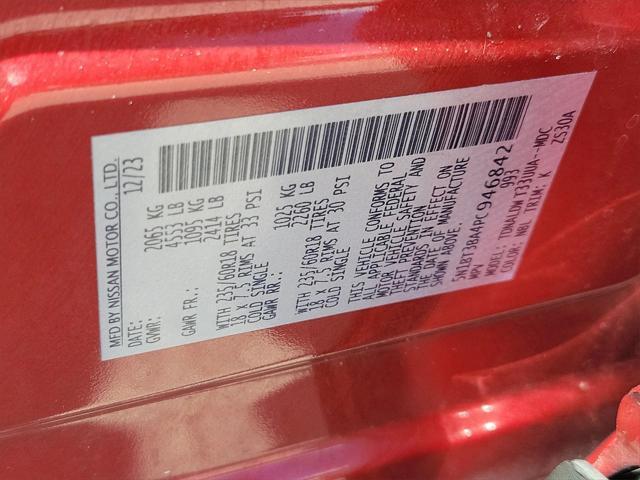 MFD BY NISSAN MOTOR CO., LTD.
DATE: 12/23
GVWR: 2065 KG
4553 LB
GAWR FR.: 1095 KG
2414 LB
WITH 235/60R18 TIRES
18 X 7.5 RIMS AT 33 PSI
COLD SINGLE
GAWR RR.: 1025 KG
2260 LB
WITH 235/60R18 TIRES
18 X 7.5 RIMS AT 30 PSI
COLD SINGLE
THIS VEHICLE CONFORMS TO
ALL APPLICABLE FEDERAL
MOTOR VEHICLE SAFETY AND
THEFT PREVENTION
STANDARDS IN EFFECT ON
THE DATE OF MANUFACTURE
SHOWN ABOVE.
5N1BT3BA4PC946842
MPV 993
MODEL: TDNALDW T33UUA--MDC
COLOR: NBL TRIM: K ZS30A